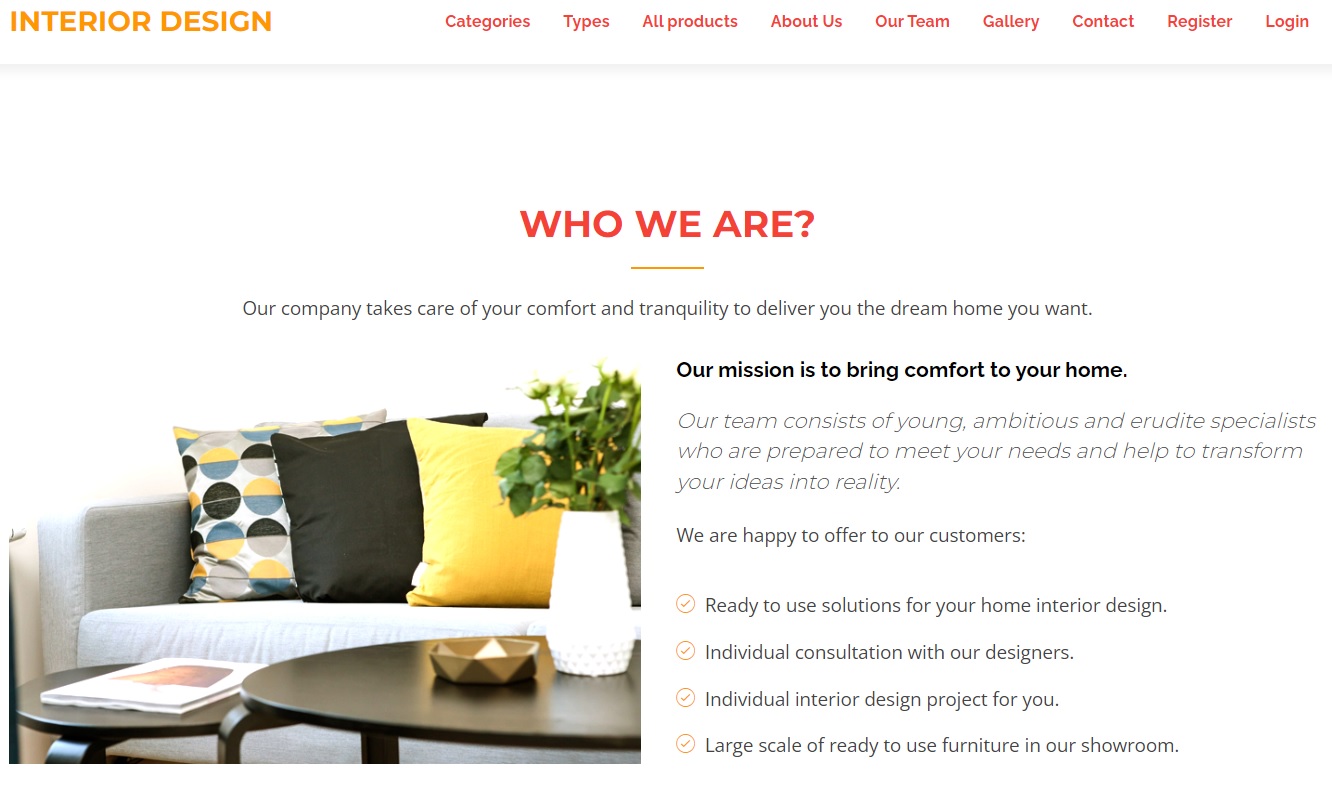 INTERIOR DESIGN
Categories Types All products About Us Our Team Gallery Contact Register Login
WHO WE ARE?
Our company takes care of your comfort and tranquility to deliver you the dream home you want.
Our mission is to bring comfort to your home.
Our team consists of young, ambitious and erudite specialists
who are prepared to meet your needs and help to transform
your ideas into reality.
We are happy to offer to our customers:
Ready to use solutions for your home interior design.
Individual consultation with our designers.
Individual interior design project for you.
Large scale of ready to use furniture in our showroom.